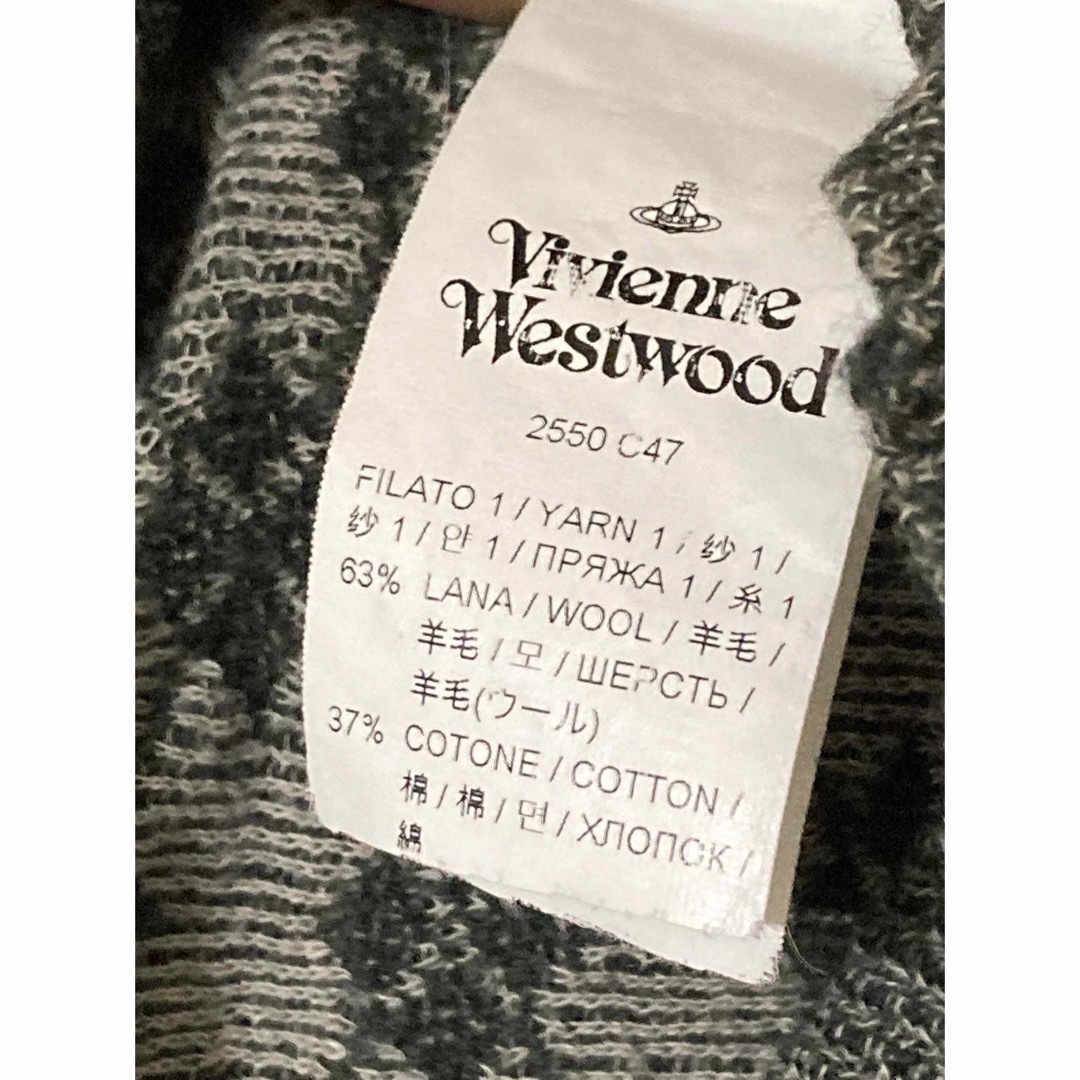 Vivienne
Westwood
2550 C47
FILATO 1 / YARN 1 / 纱 1 /
紗 1 / 얀 1 / ПРЯЖА 1 / 糸 1
63% LANA / WOOL / 羊毛 /
羊毛 / 모 / ШЕРСТЬ /
羊毛(ウール)
37% COTONE / COTTON /
棉 / 棉 / 면 / ХЛОПОК /
綿